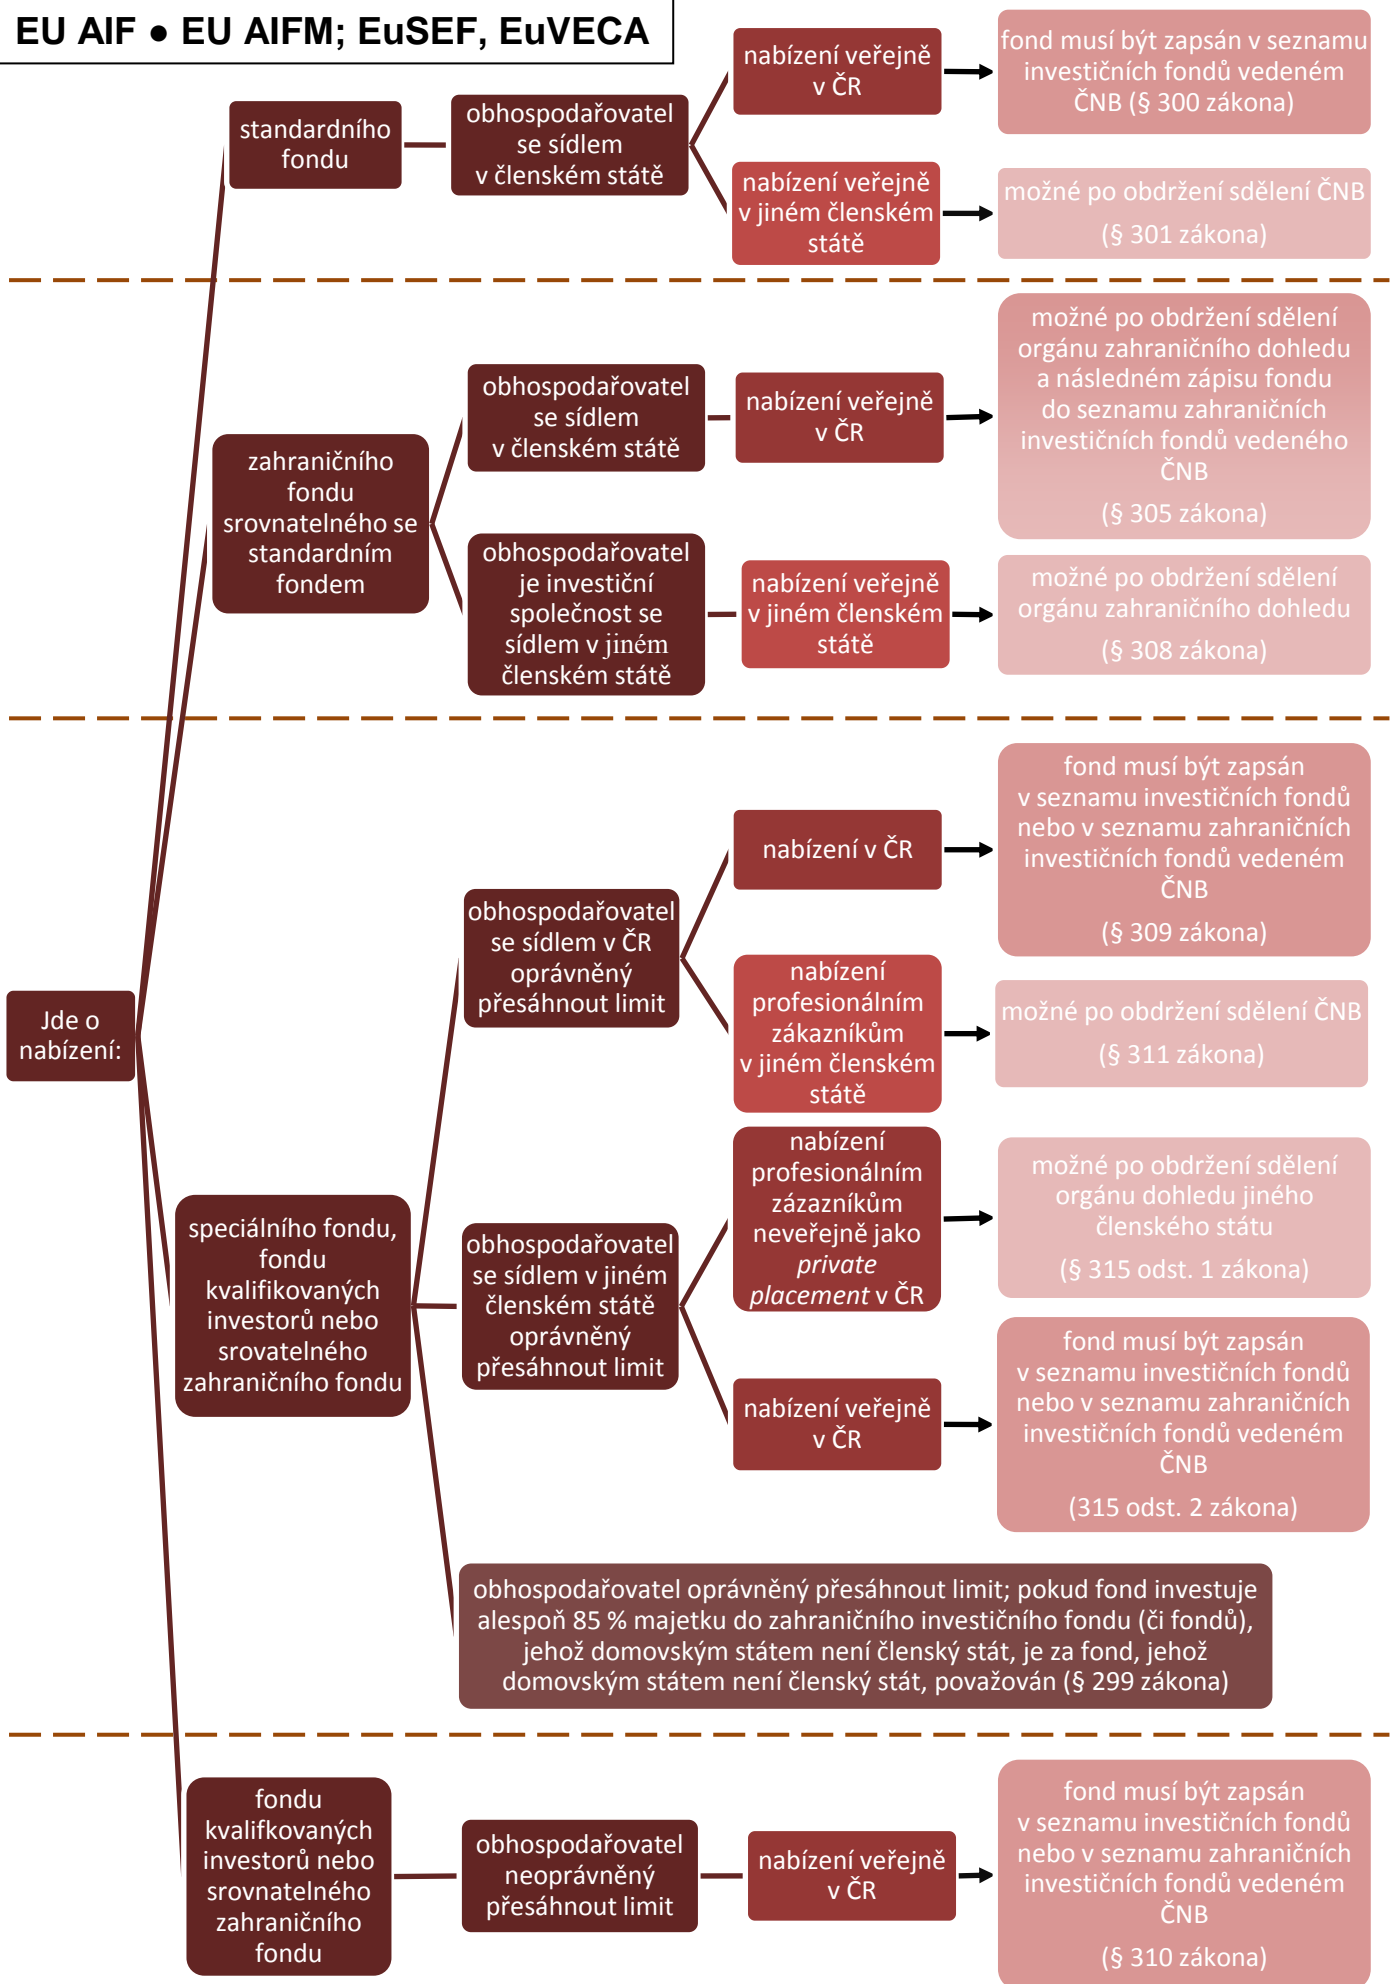 EU AIF ● EU AIFM; EuSEF, EuVECA
standardního
fondu
obhospodařovatel
se sídlem
v členském státě
nabízení veřejně
v ČR
fond musí být zapsán v seznamu
investičních fondů vedeném
ČNB (§ 300 zákona)
nabízení veřejně
v jiném členském
státě
možné po obdržení sdělení ČNB
(§ 301 zákona)
zahraničního
fondu
srovnatelného se
standardním
fondem
obhospodařovatel
se sídlem
v členském státě
nabízení veřejně
v ČR
možné po obdržení sdělení
orgánu zahraničního dohledu
a následném zápisu fondu
do seznamu zahraničních
investičních fondů vedeného
ČNB
(§ 305 zákona)
obhospodařovatel
je investiční
společnost se
sídlem v jiném
členském státě
nabízení veřejně
v jiném členském
státě
možné po obdržení sdělení
orgánu zahraničního dohledu
(§ 308 zákona)
Jde o
nabízení:
speciálního fondu,
fondu
kvalifikovaných
investorů nebo
srovatelného
zahraničního fondu
obhospodařovatel
se sídlem v ČR
oprávněný
přesáhnout limit
nabízení v ČR
fond musí být zapsán
v seznamu investičních fondů
nebo v seznamu zahraničních
investičních fondů vedeném
ČNB
(§ 309 zákona)
nabízení
profesionálním
zákazníkům
v jiném členském
státě
možné po obdržení sdělení ČNB
(§ 311 zákona)
obhospodařovatel
se sídlem v jiném
členském státě
oprávněný
přesáhnout limit
nabízení
profesionálním
zázazníkům
neveřejně jako
private
placement v ČR
možné po obdržení sdělení
orgánu dohledu jiného
členského státu
(§ 315 odst. 1 zákona)
nabízení veřejně
v ČR
fond musí být zapsán
v seznamu investičních fondů
nebo v seznamu zahraničních
investičních fondů vedeném
ČNB
(315 odst. 2 zákona)
obhospodařovatel oprávněný přesáhnout limit; pokud fond investuje
alespoň 85 % majetku do zahraničního investičního fondu (či fondů),
jehož domovským státem není členský stát, je za fond, jehož
domovským státem není členský stát, považován (§ 299 zákona)
fondu
kvalifkovaných
investorů nebo
srovnatelného
zahraničního
fondu
obhospodařovatel
neoprávněný
přesáhnout limit
nabízení veřejně
v ČR
fond musí být zapsán
v seznamu investičních fondů
nebo v seznamu zahraničních
investičních fondů vedeném
ČNB
(§ 310 zákona)